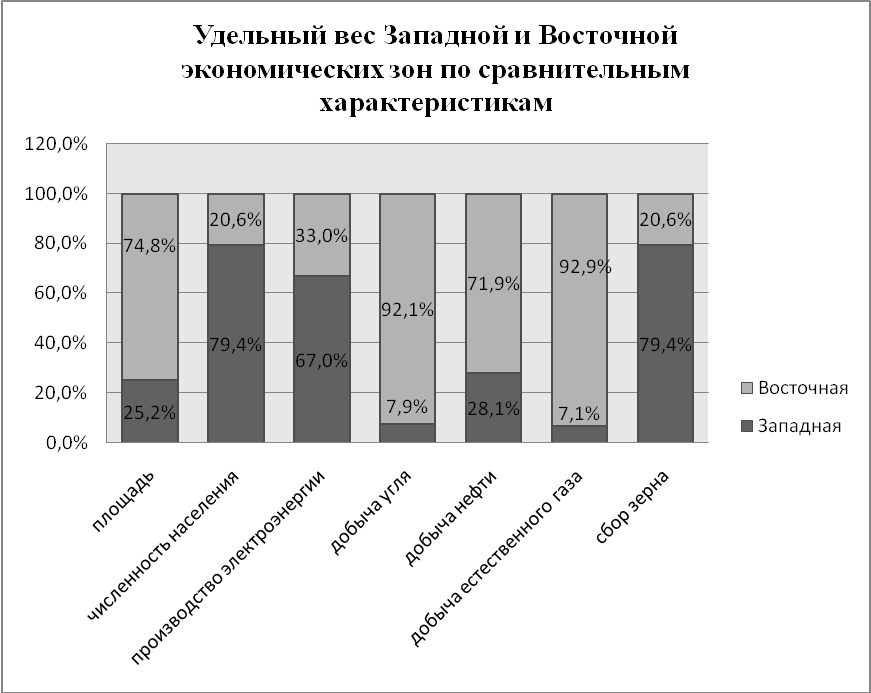 Удельный вес Западной и Восточной
экономических зон по сравнительным
характеристикам
120,0%
100,0%
80,0%
60,0%
40,0%
20,0%
0,0%
74,8%
25,2%
20,6%
79,4%
33,0%
67,0%
92,1%
7,9%
71,9%
28,1%
92,9%
7,1%
20,6%
79,4%
Восточная
Западная
площадь
численность населения
производство электроэнергии
добыча угля
добыча нефти
добыча естественного газа
сбор зерна